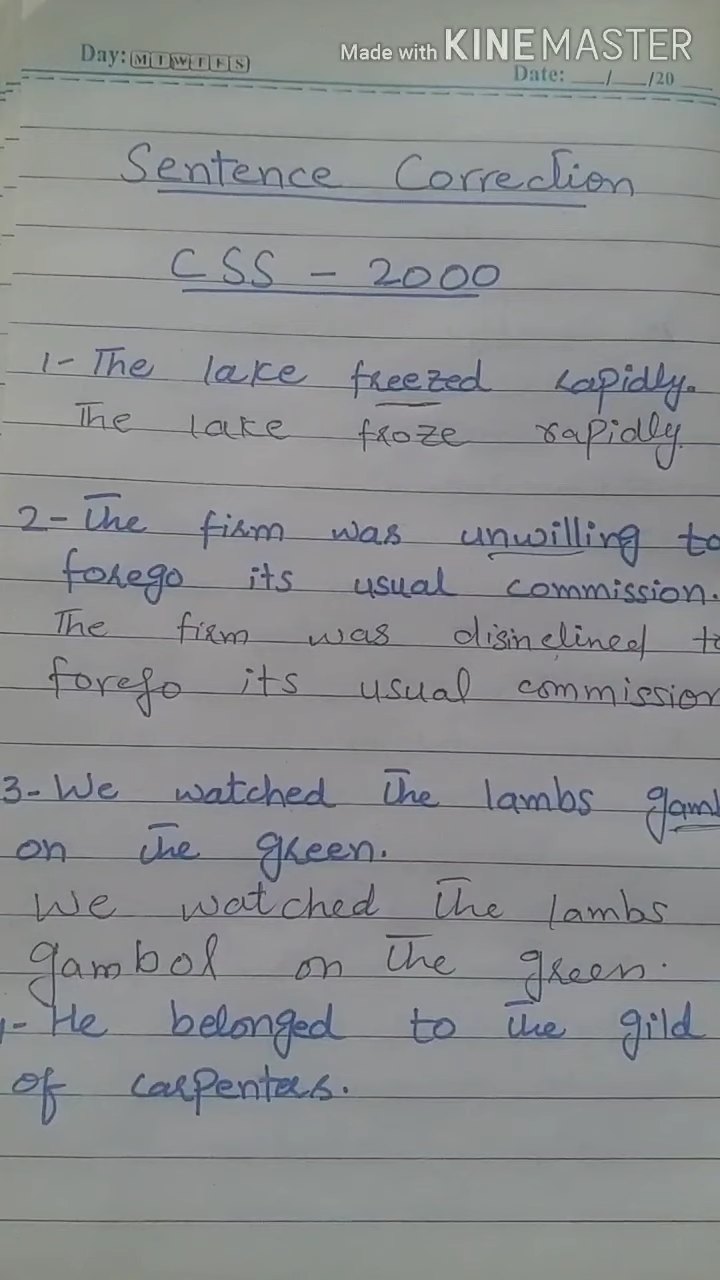 Made with KINEMASTER
Day: M T W T F S
Date: __/__/20__
Sentence Correction
CSS - 2000
1- The lake freezed rapidly.
The lake froze rapidly
2- The firm was unwilling to
forego its usual commission.
The firm was disinclined to
forego its usual commission
3- We watched the lambs
on the green.
We watched the lambs
gambol on the green.
- He belonged to the gild
of carpenters.